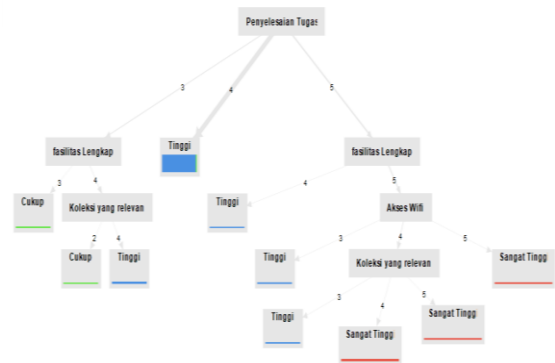 Penyelesaian Tugas
3
4
5
fasilitas Lengkap
Tinggi
fasilitas Lengkap
3
4
4
5
Cukup
Koleksi yang relevan
Tinggi
Akses Wifi
2
4
3
4
5
Cukup
Tinggi
Tinggi
Koleksi yang relevan
Sangat Tingg
3
4
5
Tinggi
Sangat Tingg
Sangat Tingg